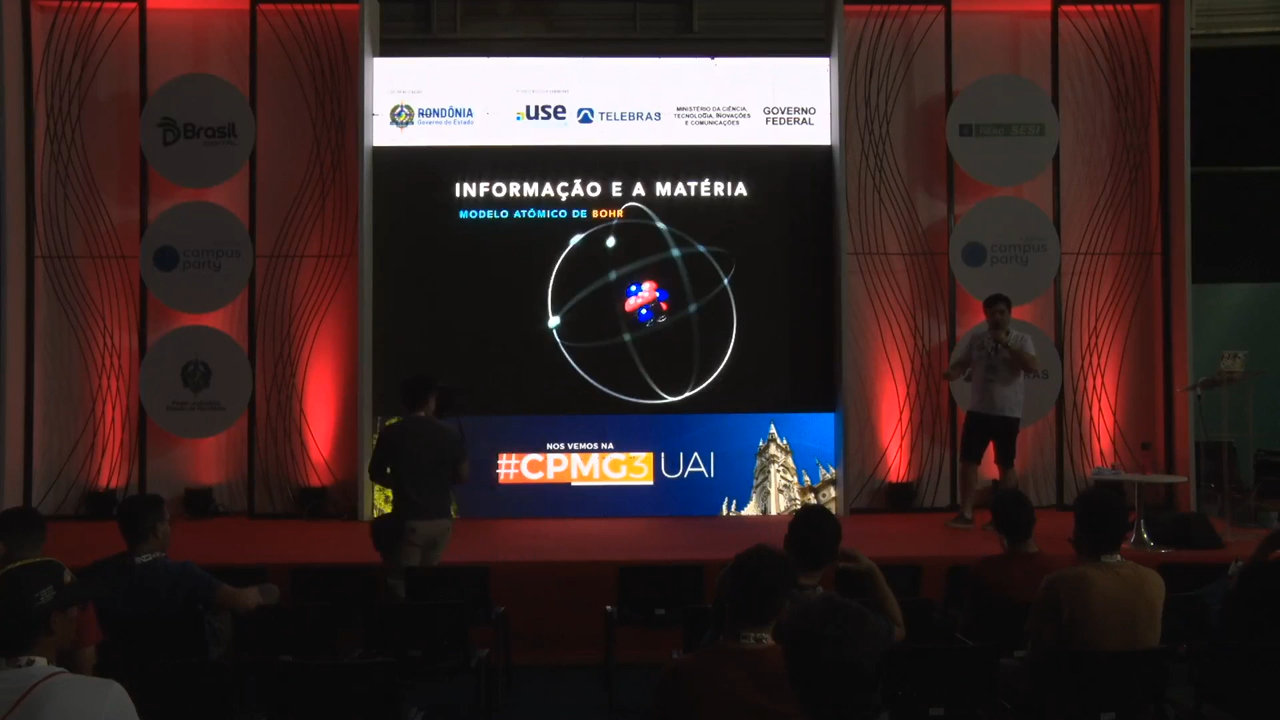 RONDÔNIA
Governo do Estado
use
TELEBRAS
MINISTÉRIO DA CIÊNCIA,
TECNOLOGIA, INOVAÇÕES
E COMUNICAÇÕES
GOVERNO
FEDERAL
INFORMAÇÃO E A MATÉRIA
MODELO ATÔMICO DE BOHR
NOS VEMOS NA
#CPMG3 UAI
Brasil
campus
party
SESI
campus
party